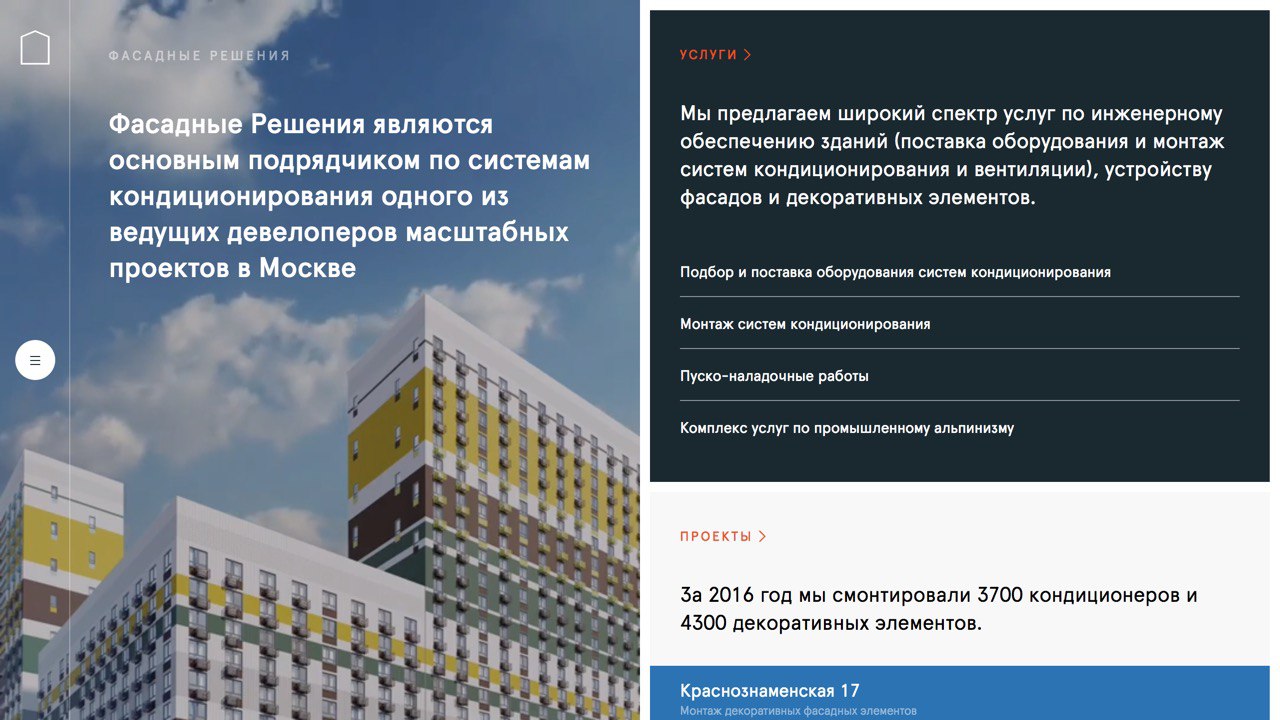 ФАСАДНЫЕ РЕШЕНИЯ
Фасадные Решения являются
основным подрядчиком по системам
кондиционирования одного из
ведущих девелоперов масштабных
проектов в Москве
УСЛУГИ
Мы предлагаем широкий спектр услуг по инженерному
обеспечению зданий (поставка оборудования и монтаж
систем кондиционирования и вентиляции), устройству
фасадов и декоративных элементов.
Подбор и поставка оборудования систем кондиционирования
Монтаж систем кондиционирования
Пуско-наладочные работы
Комплекс услуг по промышленному альпинизму
ПРОЕКТЫ
За 2016 год мы смонтировали 3700 кондиционеров и
4300 декоративных элементов.
Краснознаменская 17
Монтаж декоративных фасадных элементов